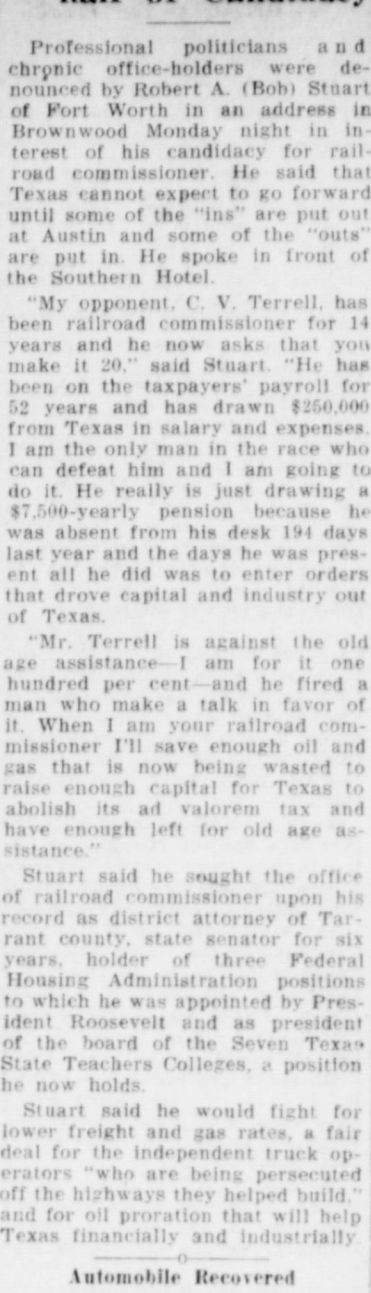 of
Professional politicians and
chrpnic office-holders were de-
nounced by Robert A. (Bob) Stuart
of Fort Worth in an address in
Brownwood Monday night in in-
terest of his candidacy for rail-
road commissioner. He said that
Texas cannot expect to go forward
until some of the "ins" are put out
at Austin and some of the "outs"
are put in. He spoke in front of
the Southern Hotel.
"My opponent, C. V. Terrell, has
been railroad commissioner for 14
years and he now asks that you
make it 20," said Stuart. "He has
been on the taxpayers' payroll for
52 years and has drawn $250,000
from Texas in salary and expenses.
I am the only man in the race who
can defeat him and I am going to
do it. He really is just drawing a
$7,500-yearly pension because he
was absent from his desk 194 days
last year and the days he was pres-
ent all he did was to enter orders
that drove capital and industry out
of Texas.
"Mr. Terrell is against the old
age assistance—I am for it one
hundred per cent—and he fired a
man who make a talk in favor of
it. When I am your railroad com-
missioner I'll save enough oil and
gas that is now being wasted to
raise enough capital for Texas to
abolish its ad valorem tax and
have enough left for old age as-
sistance."
Stuart said he sought the office
of railroad commissioner upon his
record as district attorney of Tar-
rant county, state senator for six
years, holder of three Federal
Housing Administration positions
to which he was appointed by Pres-
ident Roosevelt and as president
of the board of the Seven Texas
State Teachers Colleges, a position
he now holds.
Stuart said he would fight for
lower freight and gas rates, a fair
deal for the independent truck op-
erators "who are being persecuted
off the highways they helped build,"
and for oil proration that will help
Texas financially and industrially
o
Automobile Recovered